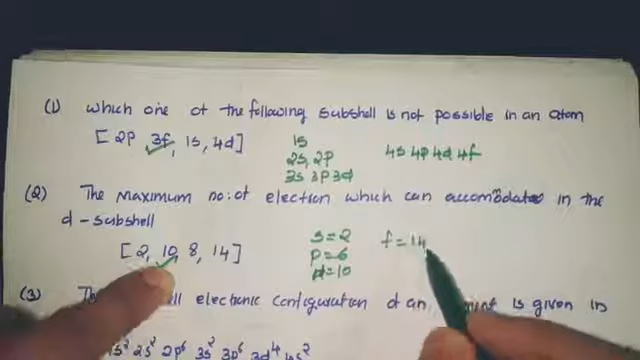 (1) which one of the following subshell is not possible in an atom
[ 2p, 3f, 1s, 4d]
1s
2s, 2p
3s 3p 3d
4s 4p 4d 4f
(2) The Maximum no: of electron which can accomodate in the
d - subshell
[ 2, 10, 8, 14]
s = 2
p = 6
d = 10
f = 14
(3) electronic configuration of an is given in
2s² 2p⁶ 3s² 3p⁶ 3d⁴ 4s²